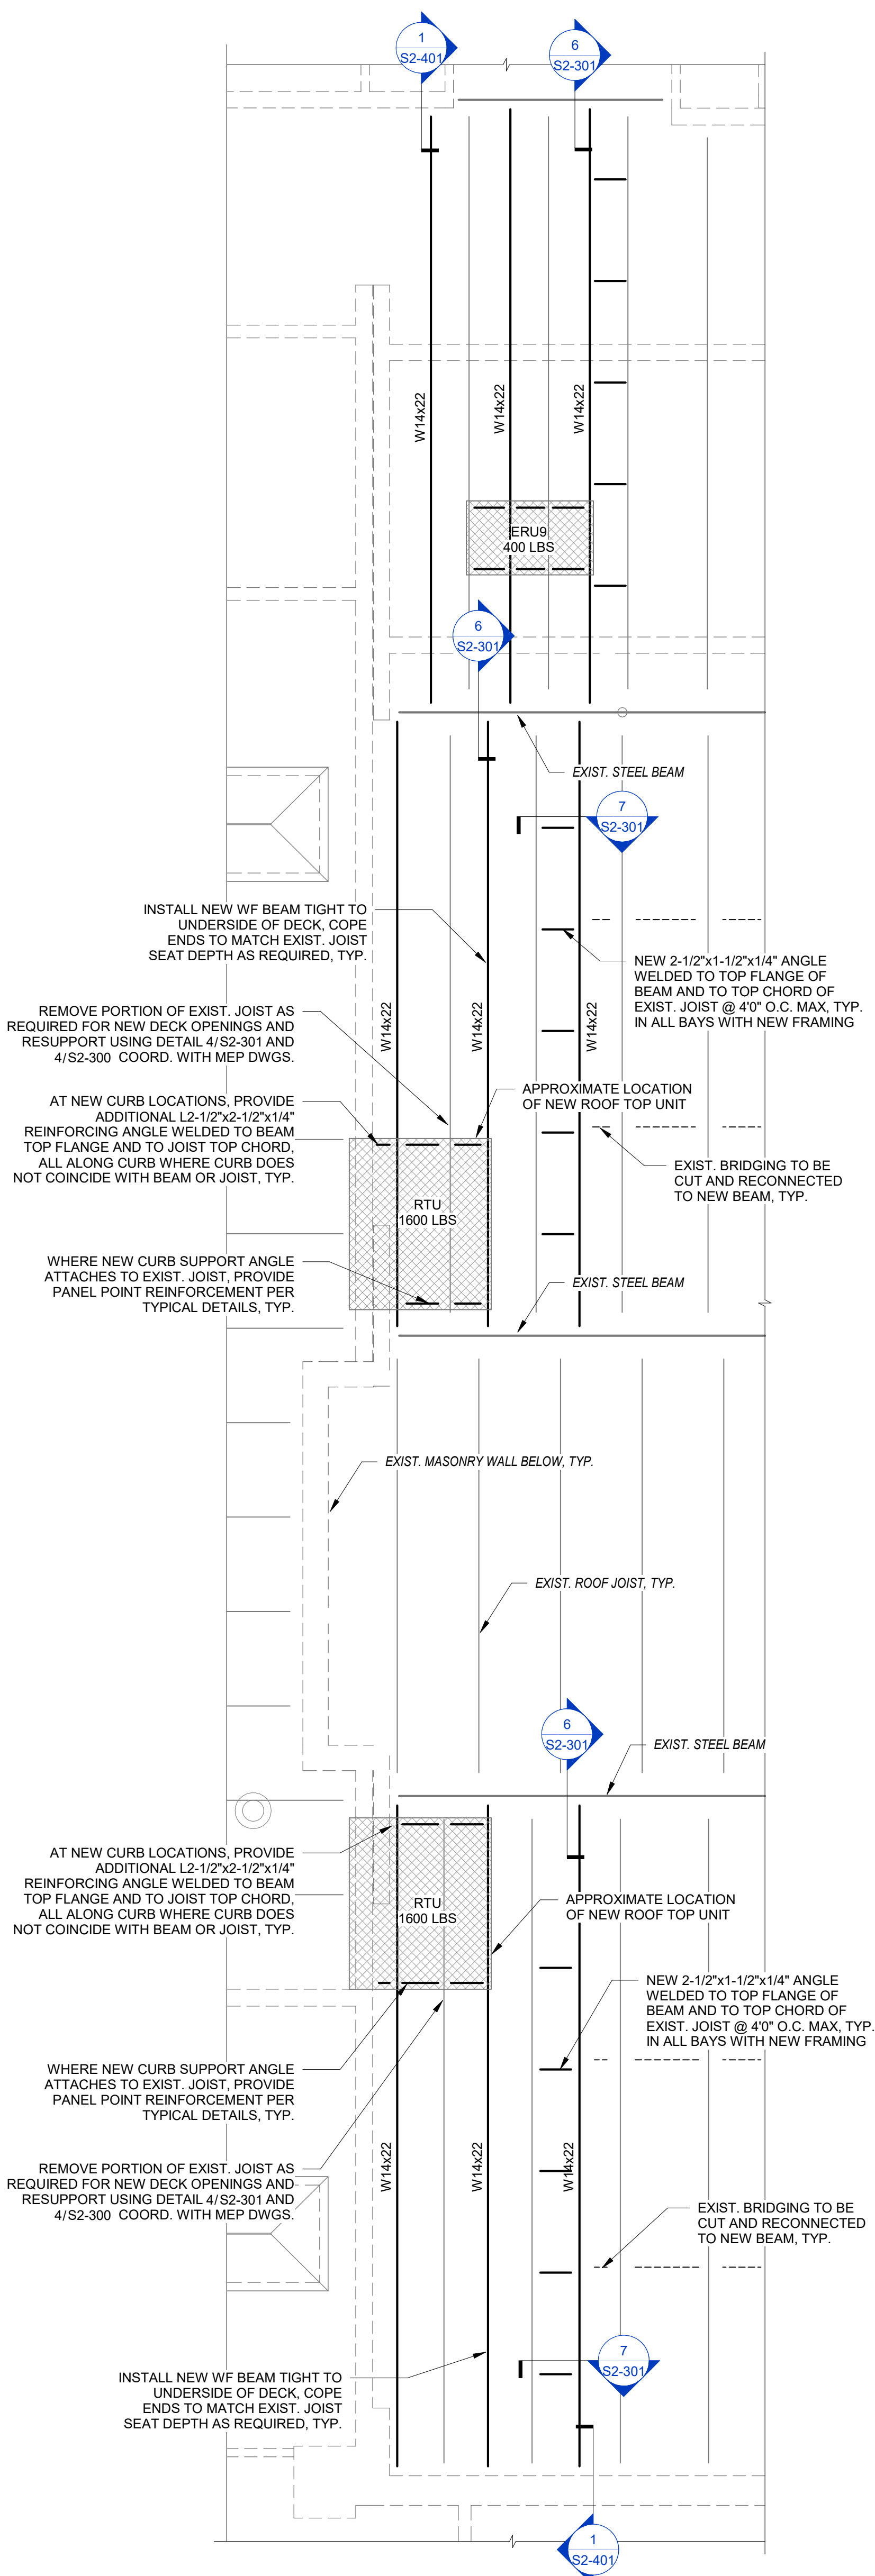 1
S2-401
6
S2-301
W14x22
W14x22
W14x22
ERU9
400 LBS
6
S2-301
EXIST. STEEL BEAM
7
S2-301
INSTALL NEW WF BEAM TIGHT TO
UNDERSIDE OF DECK, COPE
ENDS TO MATCH EXIST. JOIST
SEAT DEPTH AS REQUIRED, TYP.
NEW 2-1/2"x1-1/2"x1/4" ANGLE
WELDED TO TOP FLANGE OF
BEAM AND TO TOP CHORD OF
EXIST. JOIST @ 4'0" O.C. MAX, TYP.
IN ALL BAYS WITH NEW FRAMING
REMOVE PORTION OF EXIST. JOIST AS
REQUIRED FOR NEW DECK OPENINGS AND
RESUPPORT USING DETAIL 4/S2-301 AND
4/S2-300 COORD. WITH MEP DWGS.
W14x22
W14x22
W14x22
AT NEW CURB LOCATIONS, PROVIDE
ADDITIONAL L2-1/2"x2-1/2"x1/4"
REINFORCING ANGLE WELDED TO BEAM
TOP FLANGE AND TO JOIST TOP CHORD,
ALL ALONG CURB WHERE CURB DOES
NOT COINCIDE WITH BEAM OR JOIST, TYP.
APPROXIMATE LOCATION
OF NEW ROOF TOP UNIT
EXIST. BRIDGING TO BE
CUT AND RECONNECTED
TO NEW BEAM, TYP.
RTU
1600 LBS
WHERE NEW CURB SUPPORT ANGLE
ATTACHES TO EXIST. JOIST, PROVIDE
PANEL POINT REINFORCEMENT PER
TYPICAL DETAILS, TYP.
EXIST. STEEL BEAM
EXIST. MASONRY WALL BELOW, TYP.
EXIST. ROOF JOIST, TYP.
6
S2-301
EXIST. STEEL BEAM
AT NEW CURB LOCATIONS, PROVIDE
ADDITIONAL L2-1/2"x2-1/2"x1/4"
REINFORCING ANGLE WELDED TO BEAM
TOP FLANGE AND TO JOIST TOP CHORD,
ALL ALONG CURB WHERE CURB DOES
NOT COINCIDE WITH BEAM OR JOIST, TYP.
RTU
1600 LBS
APPROXIMATE LOCATION
OF NEW ROOF TOP UNIT
NEW 2-1/2"x1-1/2"x1/4" ANGLE
WELDED TO TOP FLANGE OF
BEAM AND TO TOP CHORD OF
EXIST. JOIST @ 4'0" O.C. MAX, TYP.
IN ALL BAYS WITH NEW FRAMING
WHERE NEW CURB SUPPORT ANGLE
ATTACHES TO EXIST. JOIST, PROVIDE
PANEL POINT REINFORCEMENT PER
TYPICAL DETAILS, TYP.
W14x22
W14x22
W14x22
REMOVE PORTION OF EXIST. JOIST AS
REQUIRED FOR NEW DECK OPENINGS AND
RESUPPORT USING DETAIL 4/S2-301 AND
4/S2-300 COORD. WITH MEP DWGS.
EXIST. BRIDGING TO BE
CUT AND RECONNECTED
TO NEW BEAM, TYP.
7
S2-301
INSTALL NEW WF BEAM TIGHT TO
UNDERSIDE OF DECK, COPE
ENDS TO MATCH EXIST. JOIST
SEAT DEPTH AS REQUIRED, TYP.
1
S2-401